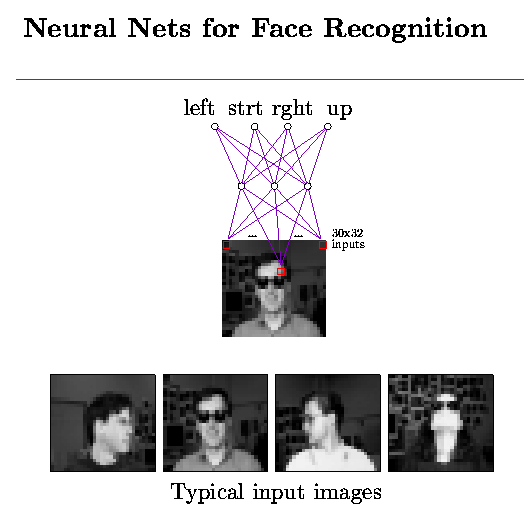 Neural Nets for Face Recognition
left strt rght up
... ...
30x32
inputs
Typical input images